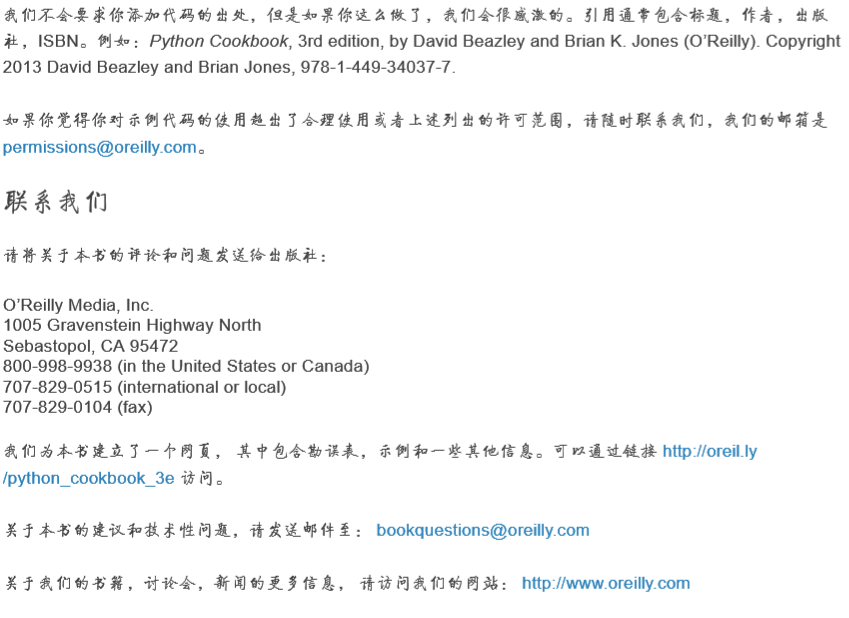 我们不会要求你添加代码的出处，但是如果你这么做了，我们会很感激的。引用通常包含标题，作者，出版
社，ISBN。例如：Python Cookbook, 3rd edition, by David Beazley and Brian K. Jones (O’Reilly). Copyright
2013 David Beazley and Brian Jones, 978-1-449-34037-7.
如果你觉得你对示例代码的使用超出了合理使用或者上述列出的许可范围，请随时联系我们，我们的邮箱是
permissions@oreilly.com。
联系我们
请将关于本书的评论和问题发送给出版社：
O’Reilly Media, Inc.
1005 Gravenstein Highway North
Sebastopol, CA 95472
800-998-9938 (in the United States or Canada)
707-829-0515 (international or local)
707-829-0104 (fax)
我们为本书建立了一个网页， 其中包含勘误表，示例和一些其他信息。可以通过链接 http://oreil.ly
/python_cookbook_3e 访问。
关于本书的建议和技术性问题，请发送邮件至： bookquestions@oreilly.com
关于我们的书籍，讨论会，新闻的更多信息， 请访问我们的网站： http://www.oreilly.com